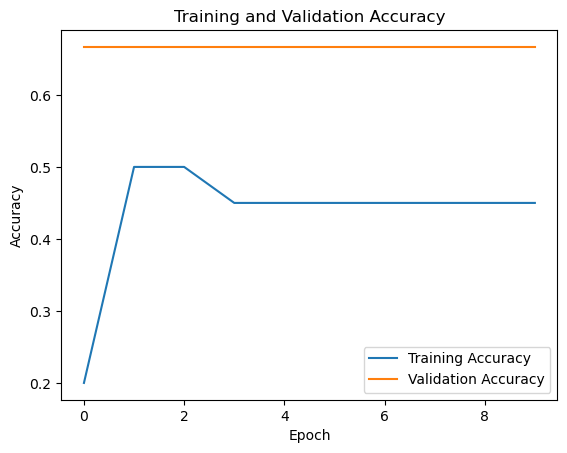 Training and Validation Accuracy
Accuracy
0.6
0.5
0.4
0.3
0.2
Training Accuracy
Validation Accuracy
0 2 4 6 8
Epoch